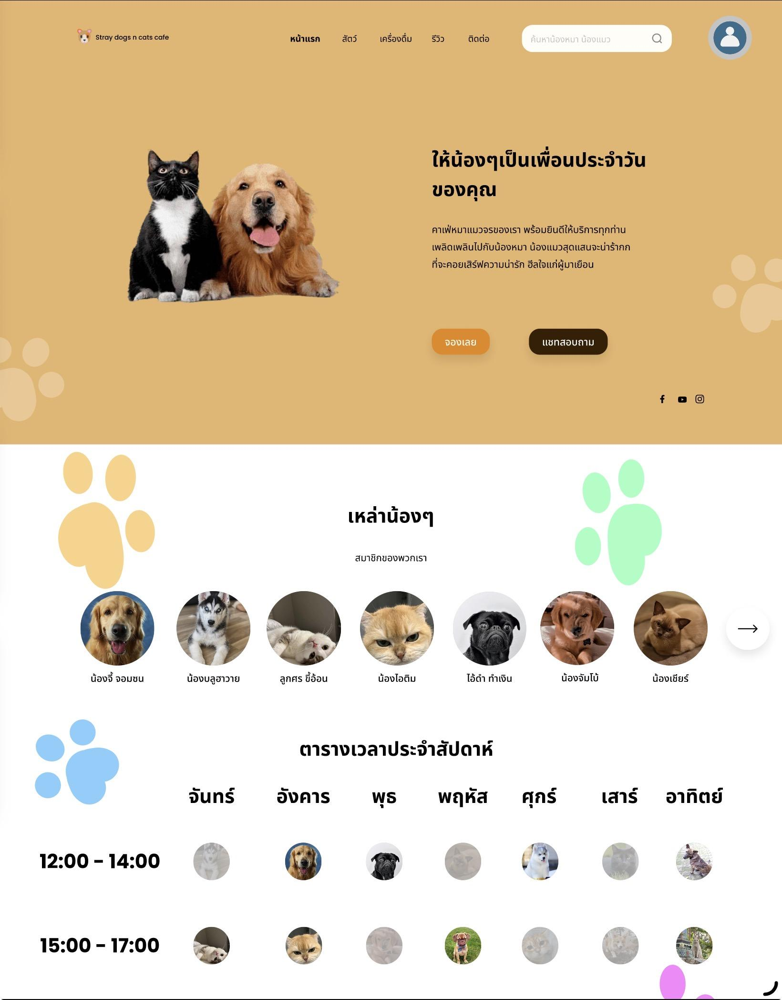 Stray dogs n cats cafe
หน้าแรก สัตว์ เครื่องดื่ม รีวิว ติดต่อ
ค้นหาน้องหมา น้องแมว
ให้น้องๆเป็นเพื่อนประจำวัน
ของคุณ
คาเฟ่หมาแมวจรของเรา พร้อมยินดีให้บริการทุกท่าน
เพลิดเพลินไปกับน้องหมา น้องแมวสุดแสนจะน่าร้ากก
ที่จะคอยเสิร์ฟความน่ารัก ฮีลใจแก่ผู้มาเยือน
จองเลย แชทสอบถาม
เหล่าน้องๆ
สมาชิกของพวกเรา
น้องจี้ จอมซน น้องบลูฮาวาย ลูกศร ขี้อ้อน น้องไอติม ไอ้ดำ ทำเงิน น้องจัมโบ้ น้องเชียร์
ตารางเวลาประจำสัปดาห์
จันทร์ อังคาร พุธ พฤหัส ศุกร์ เสาร์ อาทิตย์
12:00 - 14:00
15:00 - 17:00